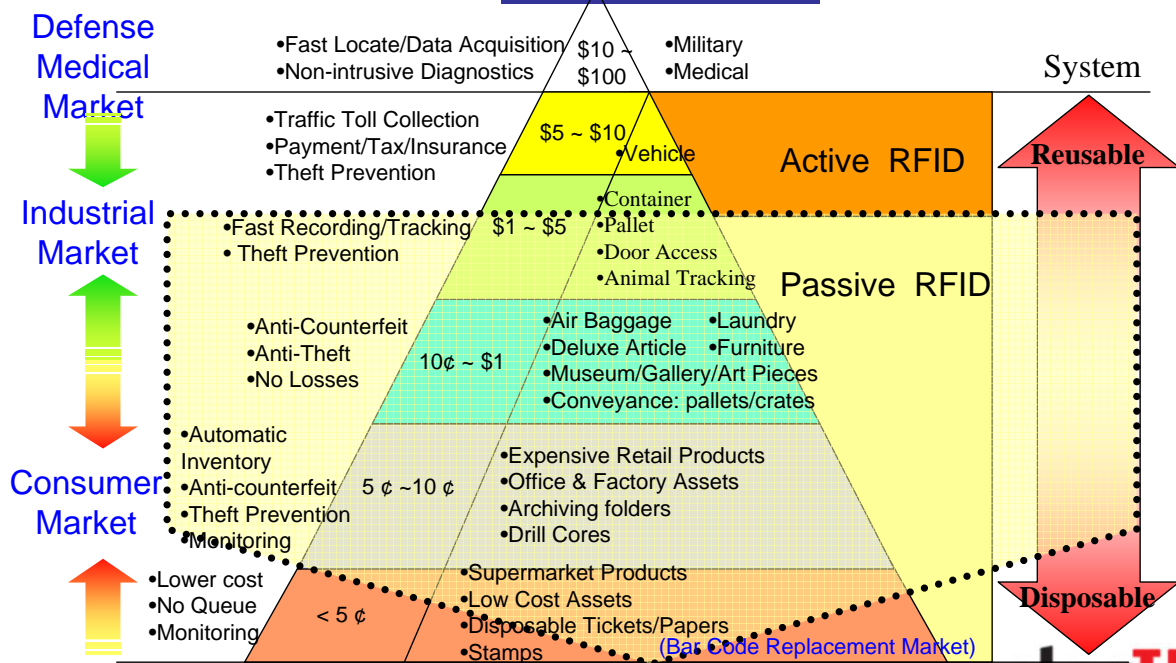 Defense
Medical
Market
•Fast Locate/Data Acquisition
•Non-intrusive Diagnostics
$10 ~
$100
•Military
•Medical
System
•Traffic Toll Collection
•Payment/Tax/Insurance
•Theft Prevention
$5 ~ $10
•Vehicle
Active RFID
Reusable
Industrial
Market
•Fast Recording/Tracking
• Theft Prevention
$1 ~ $5
•Container
•Pallet
•Door Access
•Animal Tracking
Passive RFID
•Anti-Counterfeit
•Anti-Theft
•No Losses
10¢ ~ $1
•Air Baggage •Laundry
•Deluxe Article •Furniture
•Museum/Gallery/Art Pieces
•Conveyance: pallets/crates
Consumer
Market
•Automatic
Inventory
•Anti-counterfeit
•Theft Prevention
•Monitoring
5 ¢ ~10 ¢
•Expensive Retail Products
•Office & Factory Assets
•Archiving folders
•Drill Cores
•Lower cost
•No Queue
•Monitoring
< 5 ¢
•Supermarket Products
•Low Cost Assets
•Disposable Tickets/Papers
•Stamps
(Bar Code Replacement Market)
Disposable